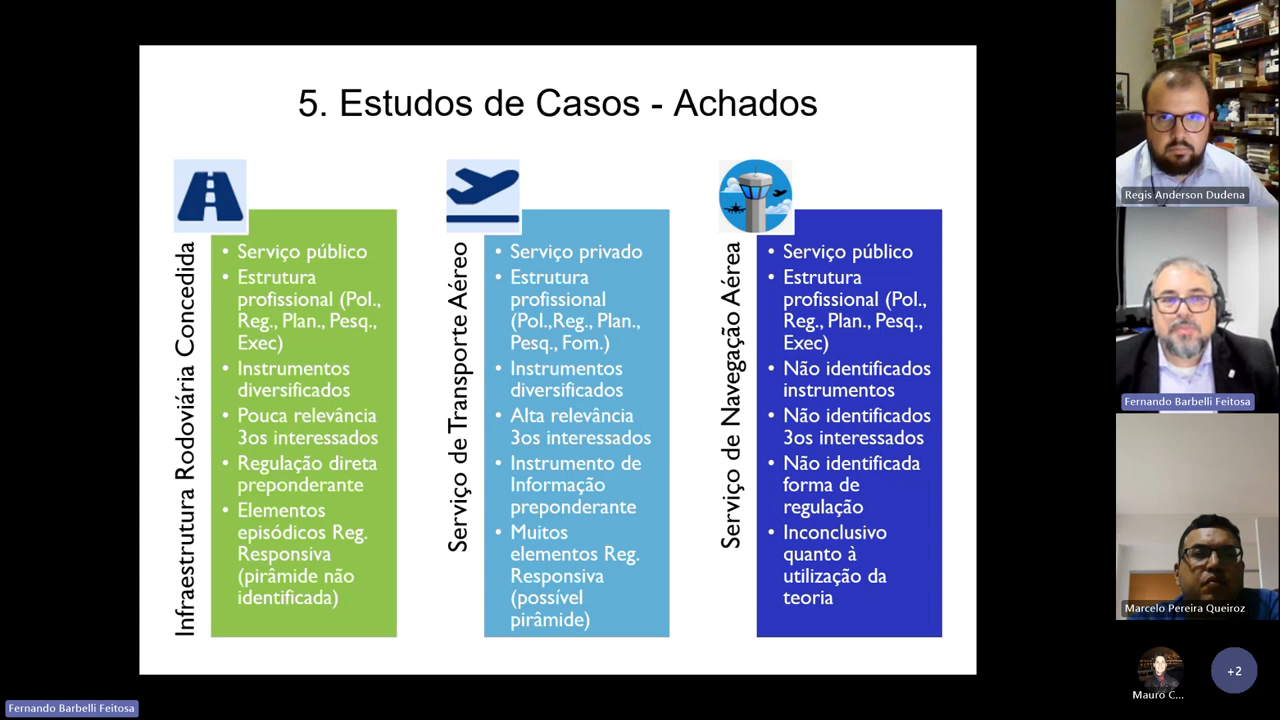 5. Estudos de Casos - Achados
Infraestrutura Rodoviária Concedida
• Serviço público
• Estrutura
profissional (Pol.,
Reg., Plan., Pesq.,
Exec)
• Instrumentos
diversificados
• Pouca relevância
3os interessados
• Regulação direta
preponderante
• Elementos
episódicos Reg.
Responsiva
(pirâmide não
identificada)
Serviço de Transporte Aéreo
• Serviço privado
• Estrutura
profissional
(Pol.,Reg., Plan.,
Pesq., Fom.)
• Instrumentos
diversificados
• Alta relevância
3os interessados
• Instrumento de
Informação
preponderante
• Muitos
elementos Reg.
Responsiva
(possível
pirâmide)
Serviço de Navegação Aérea
• Serviço público
• Estrutura
profissional (Pol.,
Reg., Plan., Pesq.,
Exec)
• Não identificados
instrumentos
• Não identificados
3os interessados
• Não identificada
forma de
regulação
• Inconclusivo
quanto à
utilização da
teoria
Regis Anderson Dudena
Fernando Barbelli Feitosa
Marcelo Pereira Queiroz
Mauro C...
+2
Fernando Barbelli Feitosa